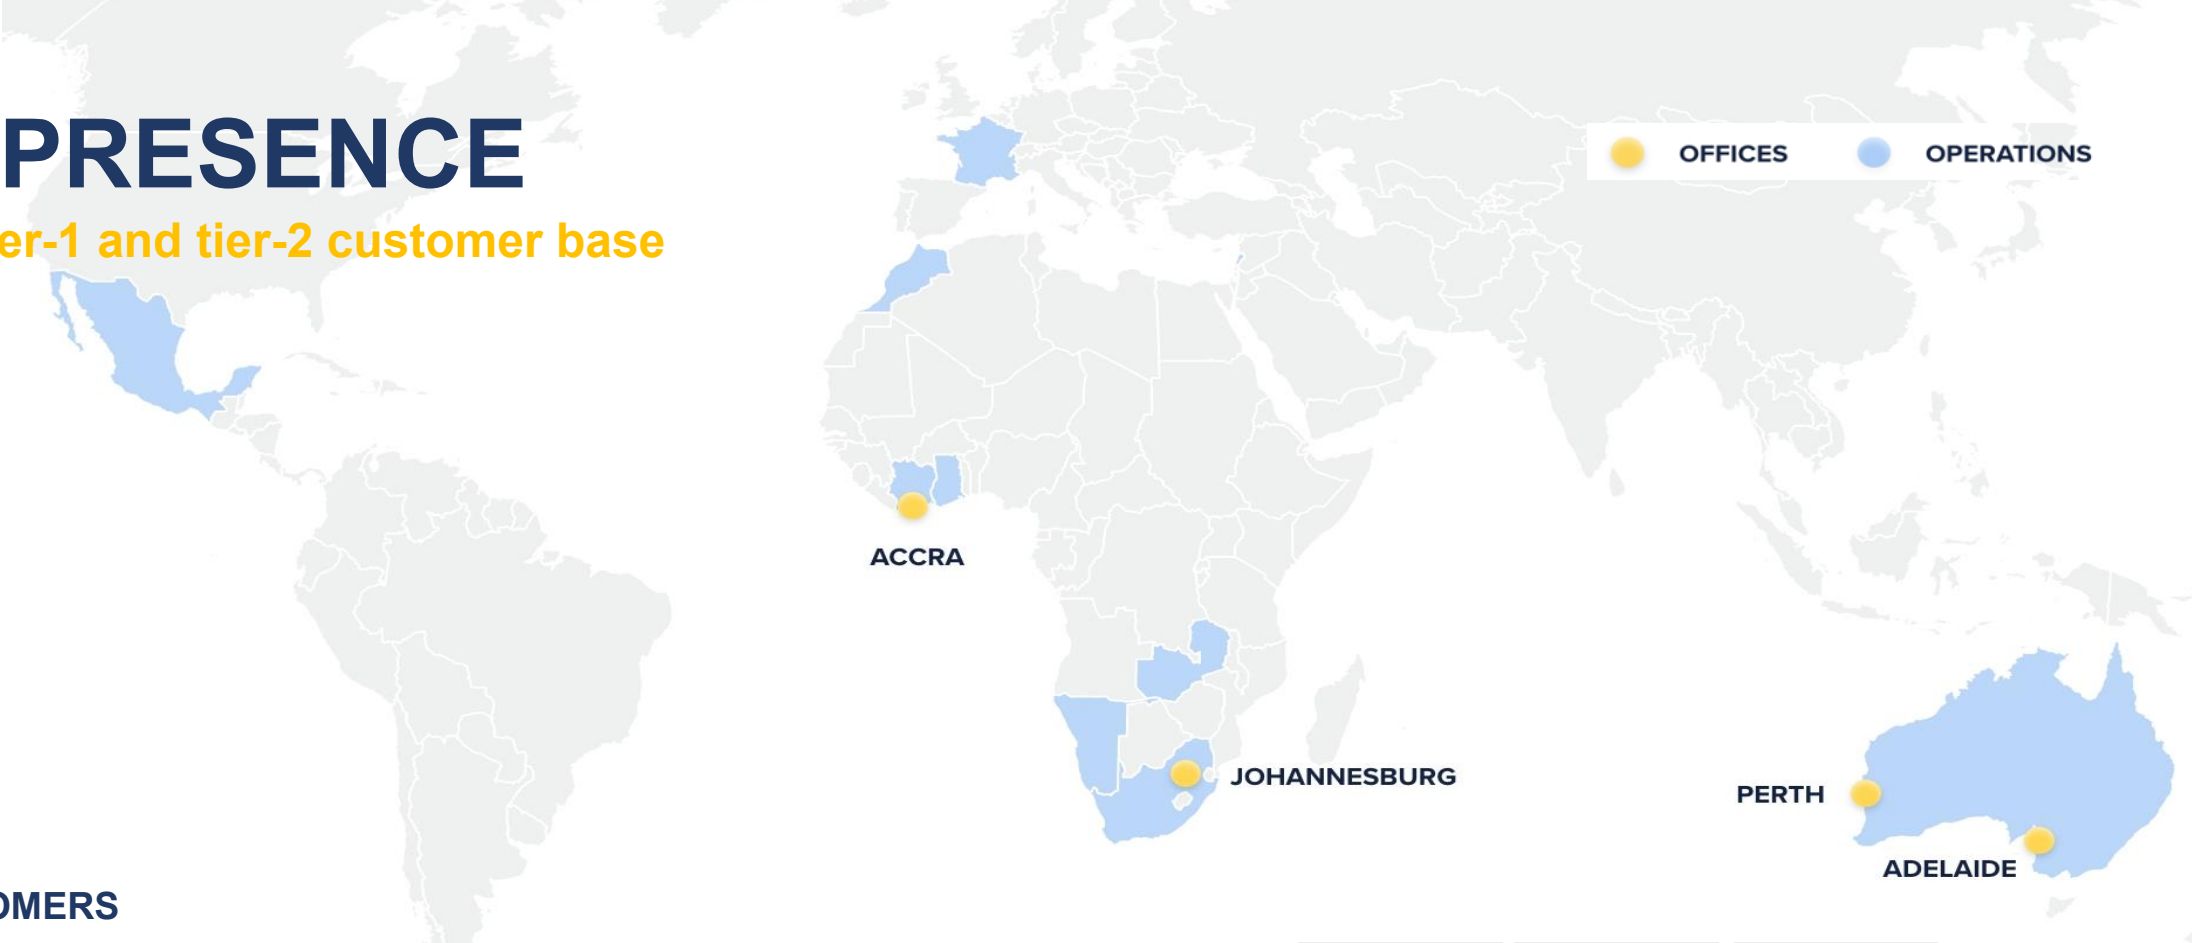 PRESENCE
er-1 and tier-2 customer base
OFFICES
OPERATIONS
ACCRA
JOHANNESBURG
PERTH
ADELAIDE
OMERS